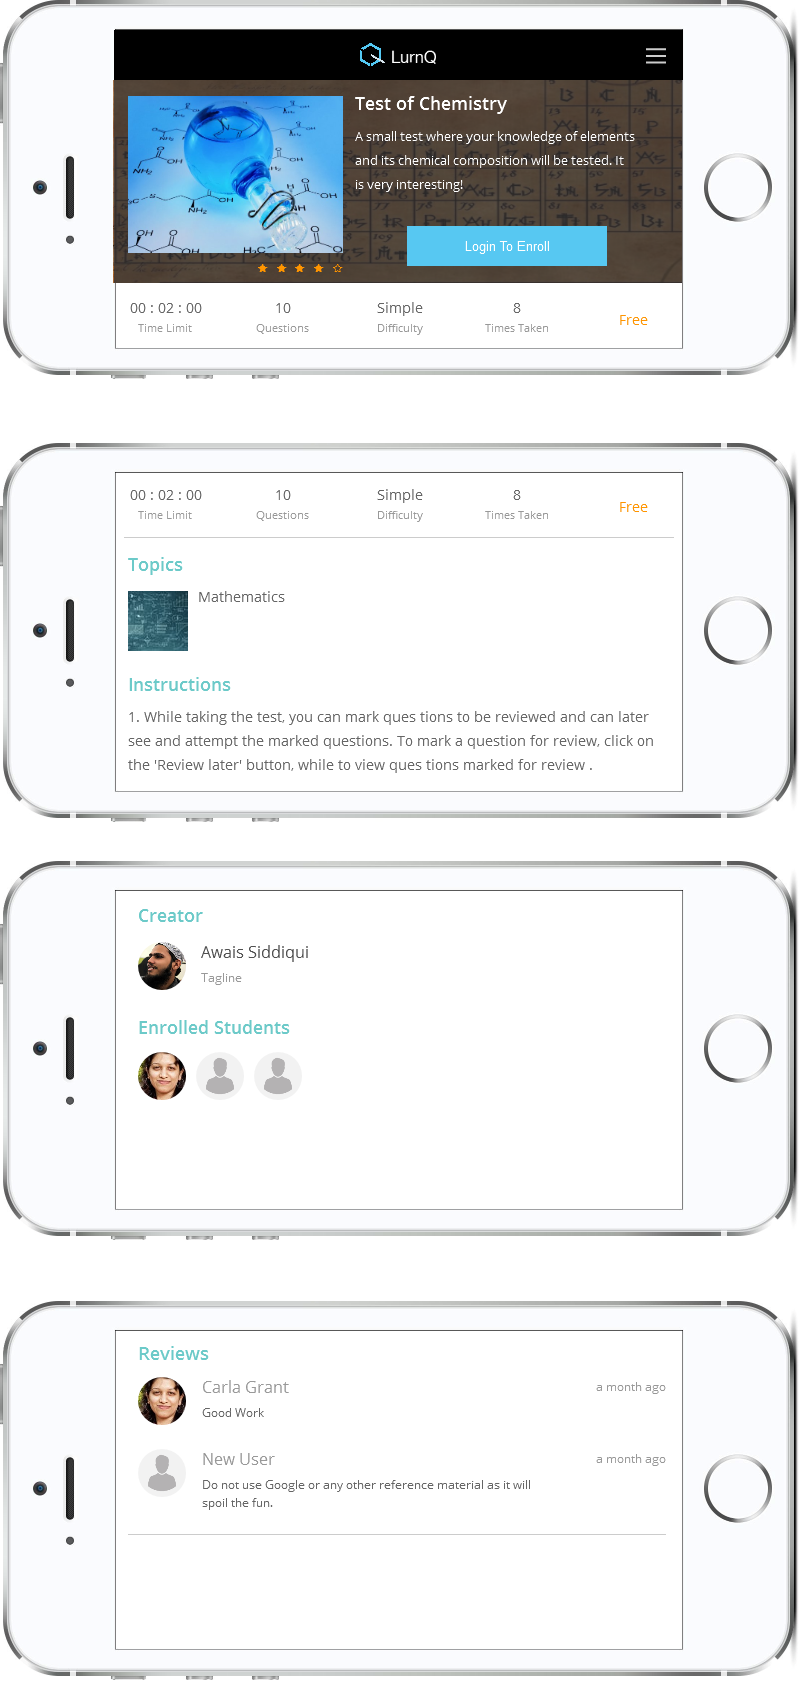 LurnQ
Test of Chemistry
A small test where your knowledge of elements
and its chemical composition will be tested. It
is very interesting!
Login To Enroll
00 : 02 : 00
10
Simple
8
Free
Time Limit
Questions
Difficulty
Times Taken
00 : 02 : 00
10
Simple
8
Free
Time Limit
Questions
Difficulty
Times Taken
Topics
Mathematics
Instructions
1. While taking the test, you can mark ques tions to be reviewed and can later
see and attempt the marked questions. To mark a question for review, click on
the 'Review later' button, while to view ques tions marked for review .
Creator
Awais Siddiqui
Tagline
Enrolled Students
Reviews
Carla Grant
a month ago
Good Work
New User
a month ago
Do not use Google or any other reference material as it will
spoil the fun.